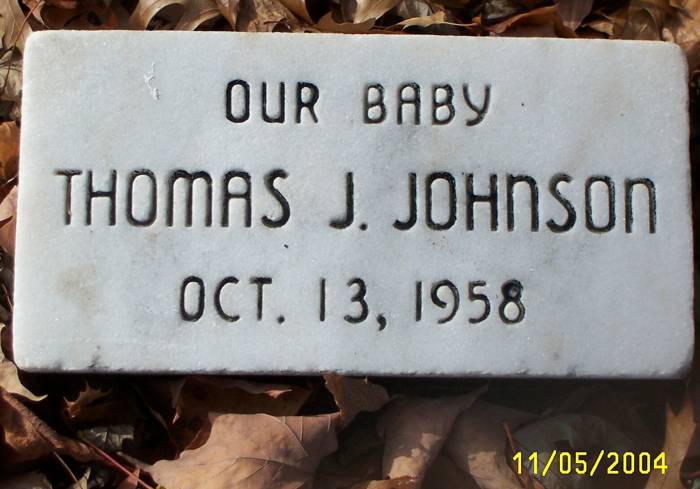 OUR BABY
THOMAS J. JOHNSON
OCT. 13, 1958
11/05/2004